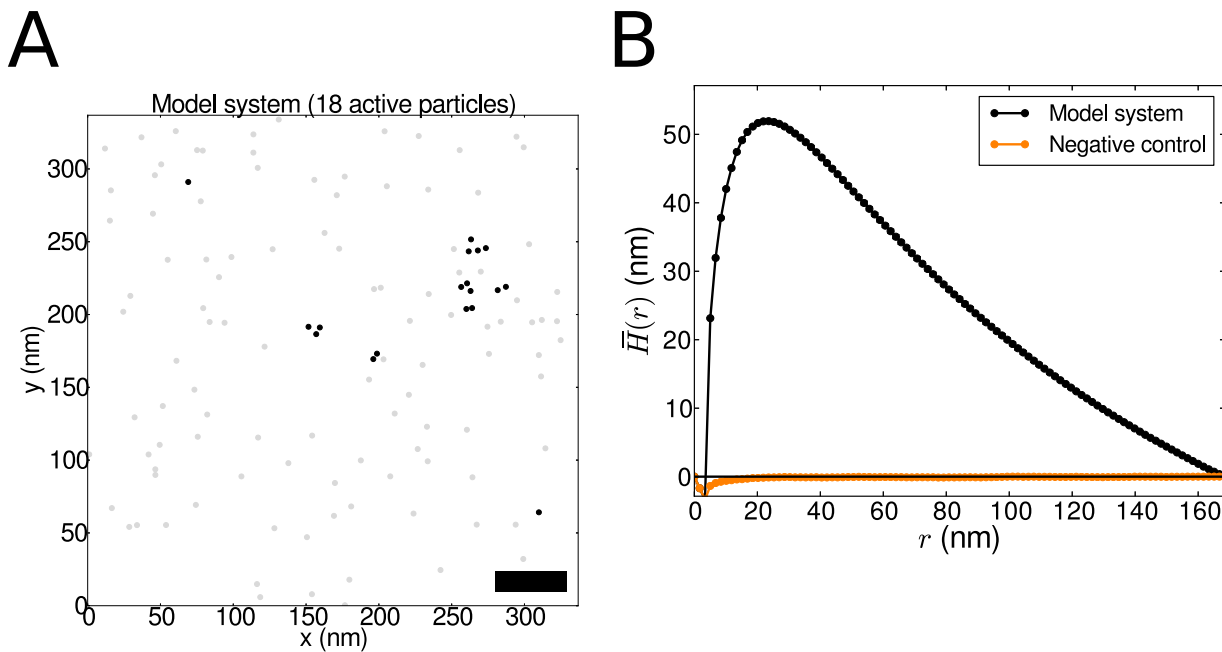 A
B
Model system (18 active particles)
y (nm)
300
250
200
150
100
50
0
0 50 100 150 200 250 300
x (nm)
Model system
Negative control
H̅(r) (nm)
50
40
30
20
10
0
0 20 40 60 80 100 120 140 160
r (nm)